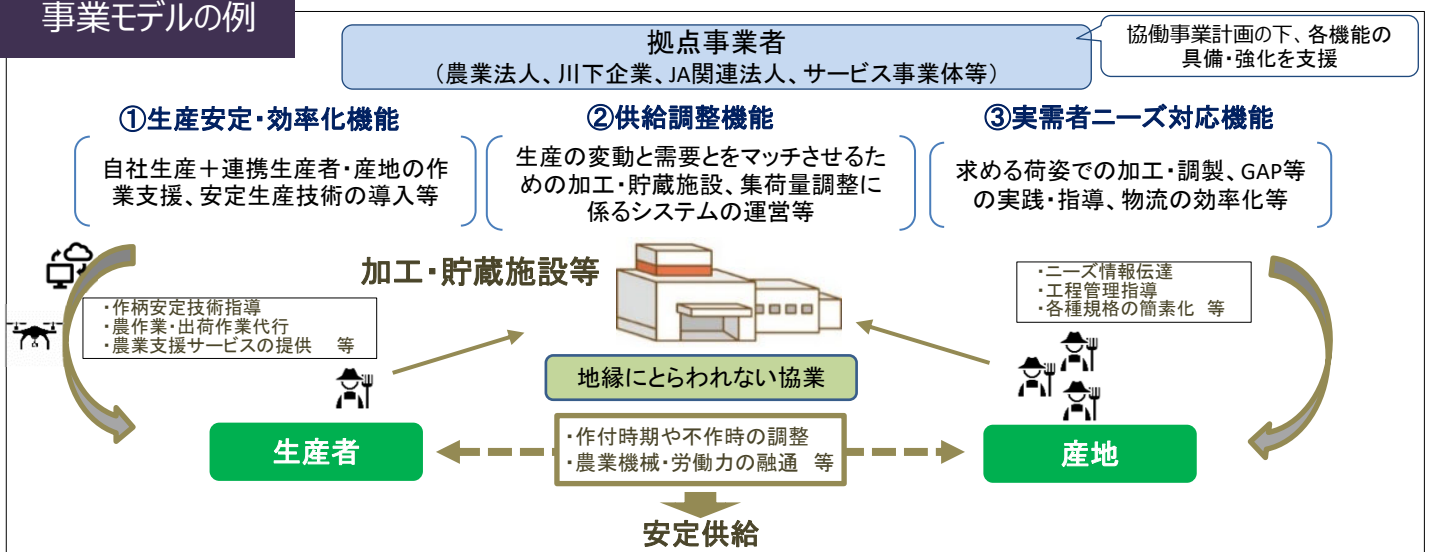 事業モデルの例
拠点事業者
（農業法人、川下企業、JA関連法人、サービス事業体等）
協働事業計画の下、各機能の
具備・強化を支援
①生産安定・効率化機能
自社生産＋連携生産者・産地の作
業支援、安定生産技術の導入等
②供給調整機能
生産の変動と需要とをマッチさせるた
めの加工・貯蔵施設、集荷量調整に
係るシステムの運営等
③実需者ニーズ対応機能
求める荷姿での加工・調製、GAP等
の実践・指導、物流の効率化等
加工・貯蔵施設等
・作柄安定技術指導
・農作業・出荷作業代行
・農業支援サービスの提供　等
・ニーズ情報伝達
・工程管理指導
・各種規格の簡素化　等
地縁にとらわれない協業
生産者
・作付時期や不作時の調整
・農業機械・労働力の融通　等
産地
安定供給